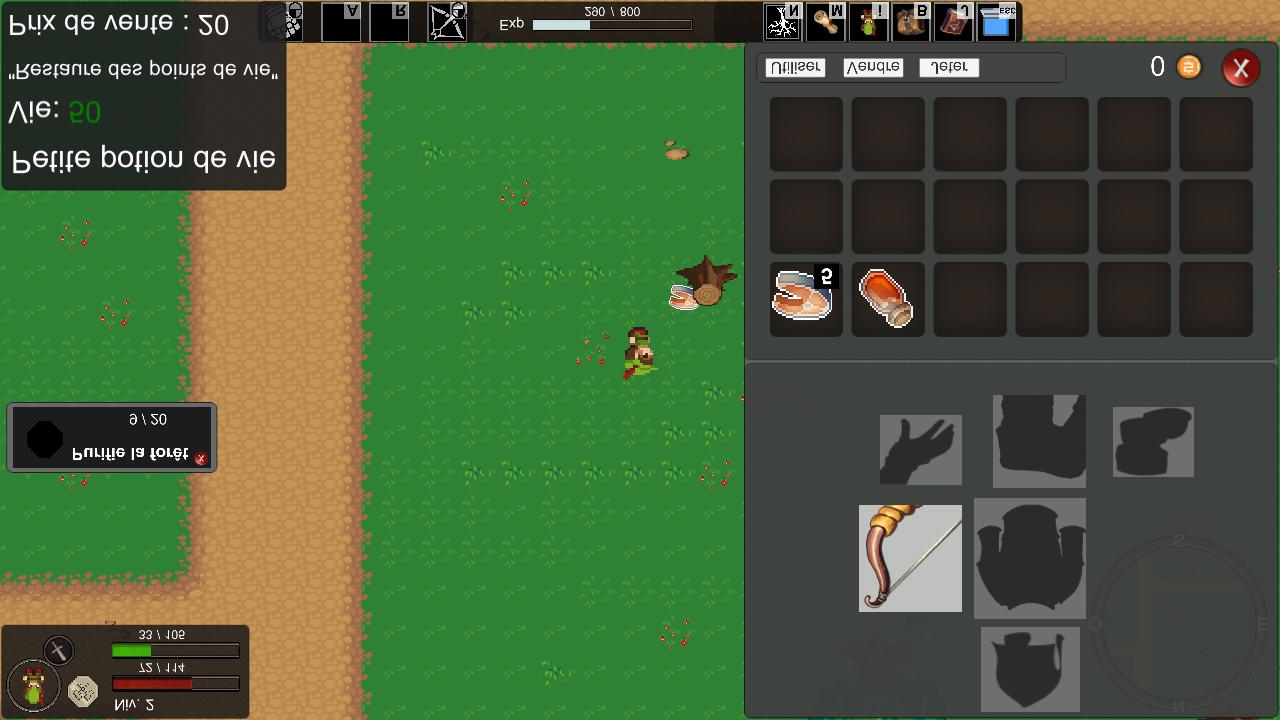 Niv. 2
72 / 114
33 / 105
N
O E
S
Purifie la forêt x
9 / 20
Petite potion de vie
Vie: 50
"Restaure des points de vie"
Prix de vente : 20
5
Utiliser Vendre Jeter 0 X
A R Exp 290 / 800 N M I B J ESC